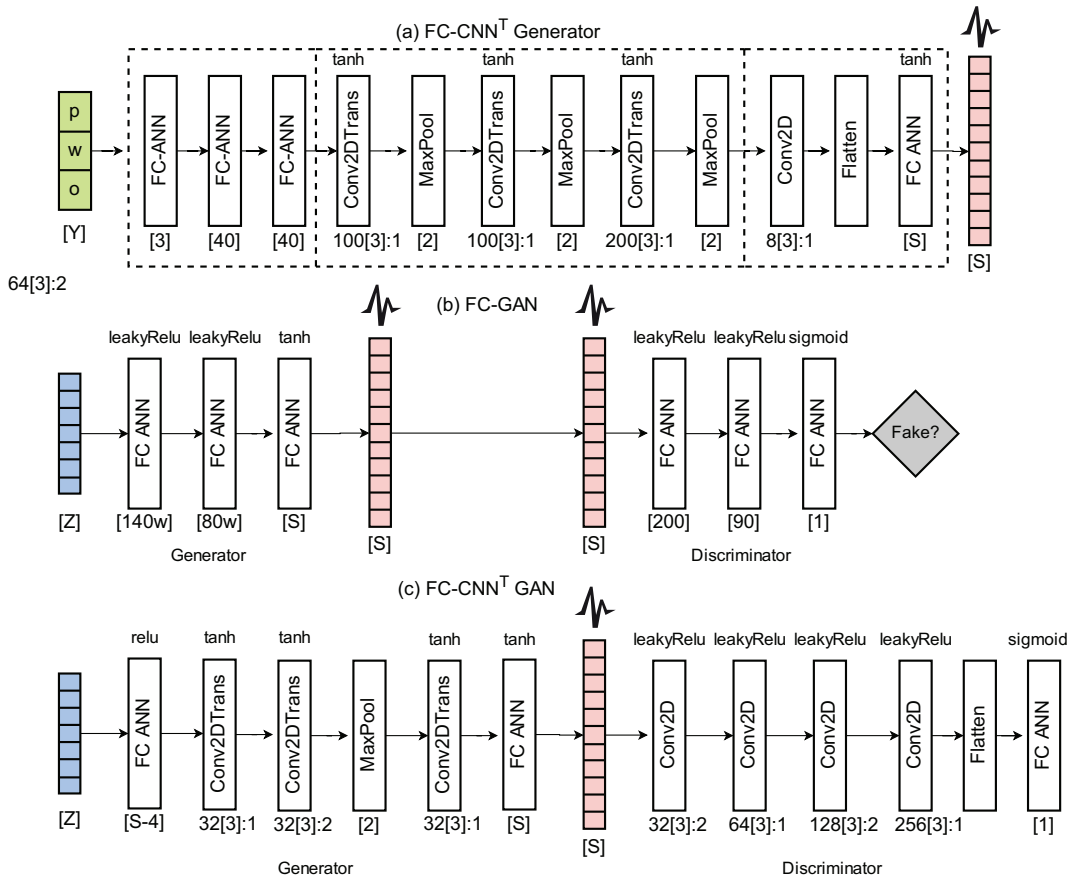 (a) FC-CNN^T Generator
tanh tanh tanh tanh
p
w
o
FC-ANN FC-ANN FC-ANN Conv2DTrans MaxPool Conv2DTrans MaxPool Conv2DTrans MaxPool Conv2D Flatten FC ANN
[Y] [3] [40] [40] 100[3]:1 [2] 100[3]:1 [2] 200[3]:1 [2] 8[3]:1 [S] [S]
64[3]:2
(b) FC-GAN
leakyRelu leakyRelu tanh leakyRelu leakyRelu sigmoid
FC ANN FC ANN FC ANN FC ANN FC ANN FC ANN Fake?
[Z] [140w] [80w] [S] [S] [S] [200] [90] [1]
Generator Discriminator
(c) FC-CNN^T GAN
relu tanh tanh tanh tanh leakyRelu leakyRelu leakyRelu leakyRelu sigmoid
FC ANN Conv2DTrans Conv2DTrans MaxPool Conv2DTrans FC ANN Conv2D Conv2D Conv2D Conv2D Flatten FC ANN
[Z] [S-4] 32[3]:1 32[3]:2 [2] 32[3]:1 [S] [S] 32[3]:2 64[3]:1 128[3]:2 256[3]:1 [1]
Generator Discriminator